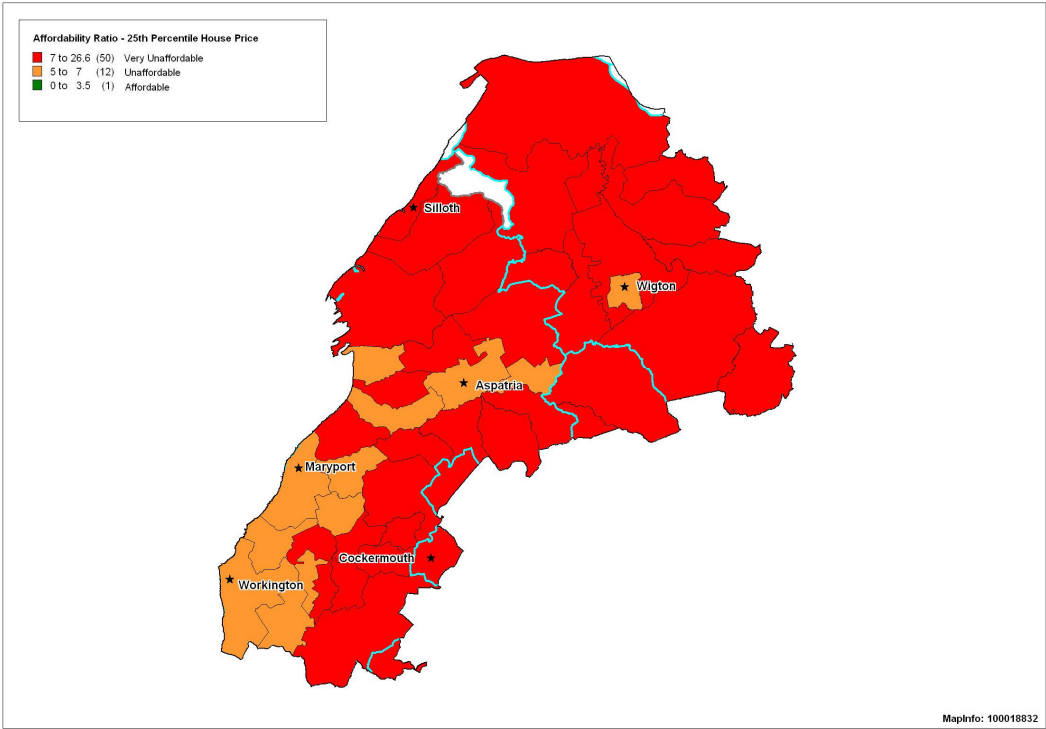 Affordability Ratio - 25th Percentile House Price
7 to 26.6 (50) Very Unaffordable
5 to 7 (12) Unaffordable
0 to 3.5 (1) Affordable
Silloth
Wigton
Aspatria
Maryport
Cockermouth
Workington
MapInfo: 100018832